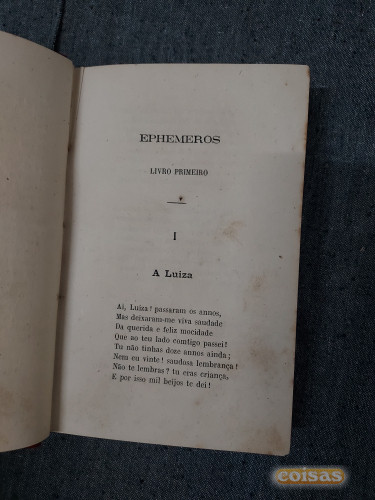 EPHEMEROS
LIVRO PRIMEIRO
I
A Luiza
Ai, Luiza! passaram os annos,
Mas deixaram-me viva saudade
Da querida e feliz mocidade
Que ao teu lado comtigo passei!
Tu não tinhas doze annos ainda;
Nem eu vinte! saudosa lembrança!
Não te lembras? tu eras criança,
E por isso mil beijos te dei!
coisas